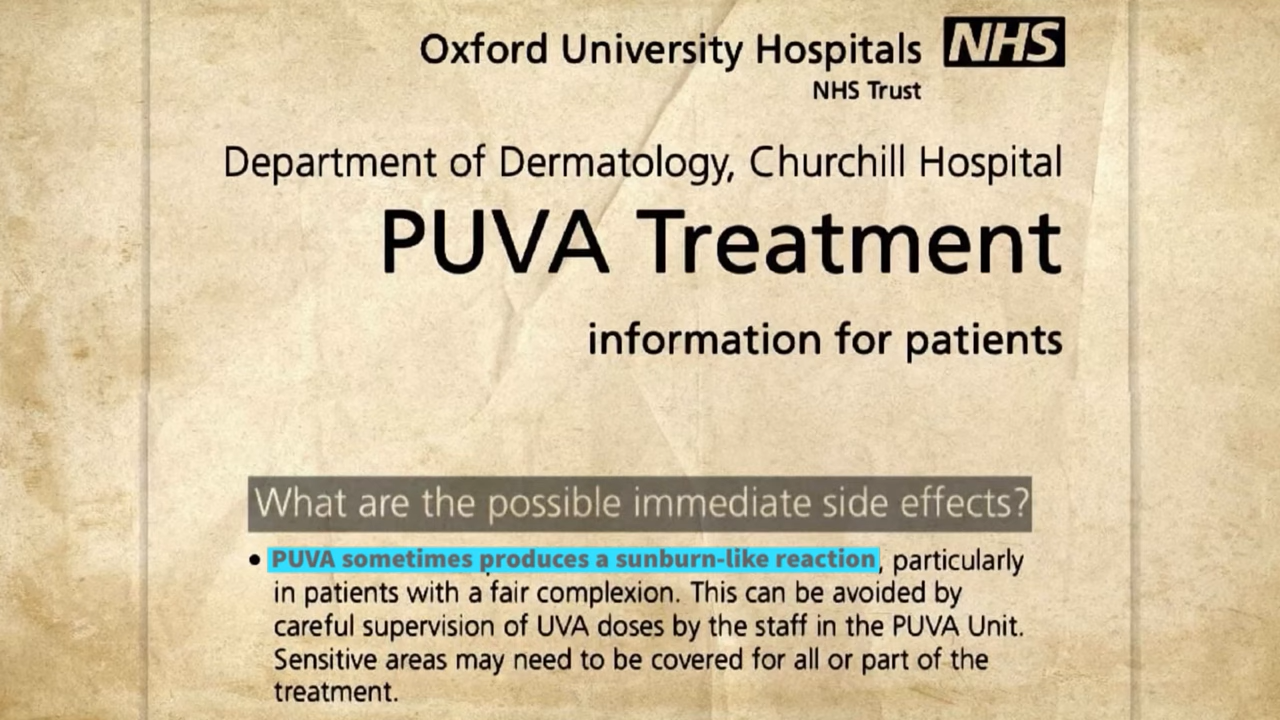 Oxford University Hospitals NHS
NHS Trust
Department of Dermatology, Churchill Hospital
PUVA Treatment
information for patients
What are the possible immediate side effects?
• PUVA sometimes produces a sunburn-like reaction, particularly
in patients with a fair complexion. This can be avoided by
careful supervision of UVA doses by the staff in the PUVA Unit.
Sensitive areas may need to be covered for all or part of the
treatment.